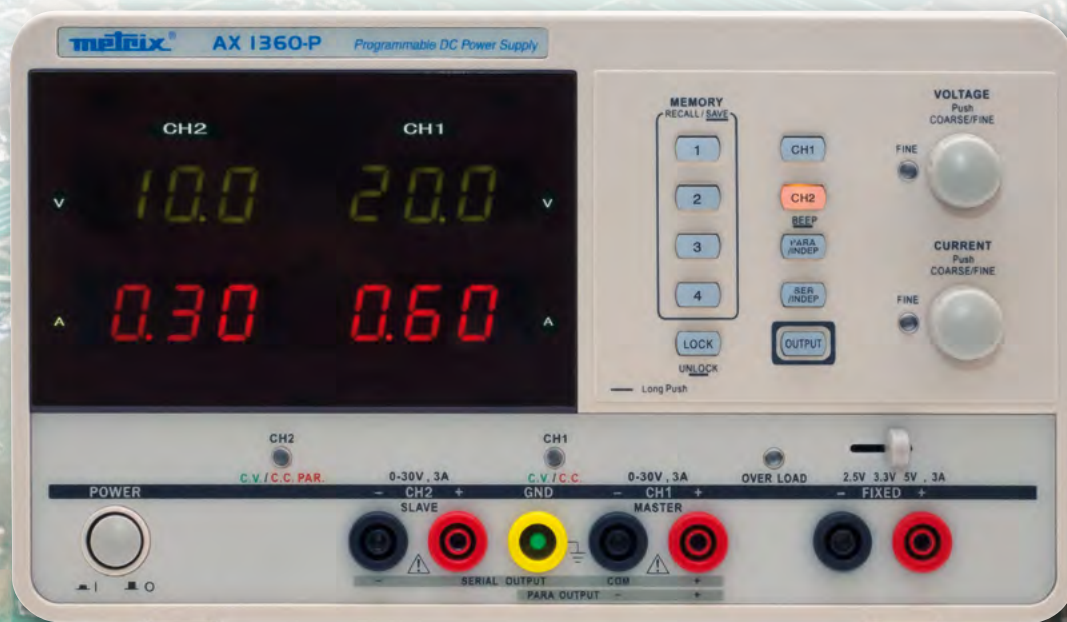 metrix® AX 1360-P Programmable DC Power Supply
CH2 CH1
V 10.0 20.0 V
A 0.30 0.60 A
MEMORY
RECALL/SAVE
1
2
3
4
LOCK
UNLOCK
Long Push
CH1
CH2
BEEP
PARA
/INDEP
SER
/INDEP
OUTPUT
VOLTAGE
Push
COARSE/FINE
FINE
CURRENT
Push
COARSE/FINE
FINE
CH2 CH1
C.V./C.C. PAR. 0-30V, 3A C.V./C.C. 0-30V, 3A OVER LOAD 2.5V 3.3V 5V , 3A
POWER - CH2 + GND - CH1 + - FIXED +
SLAVE MASTER
- SERIAL OUTPUT COM +
PARA OUTPUT - +
I O